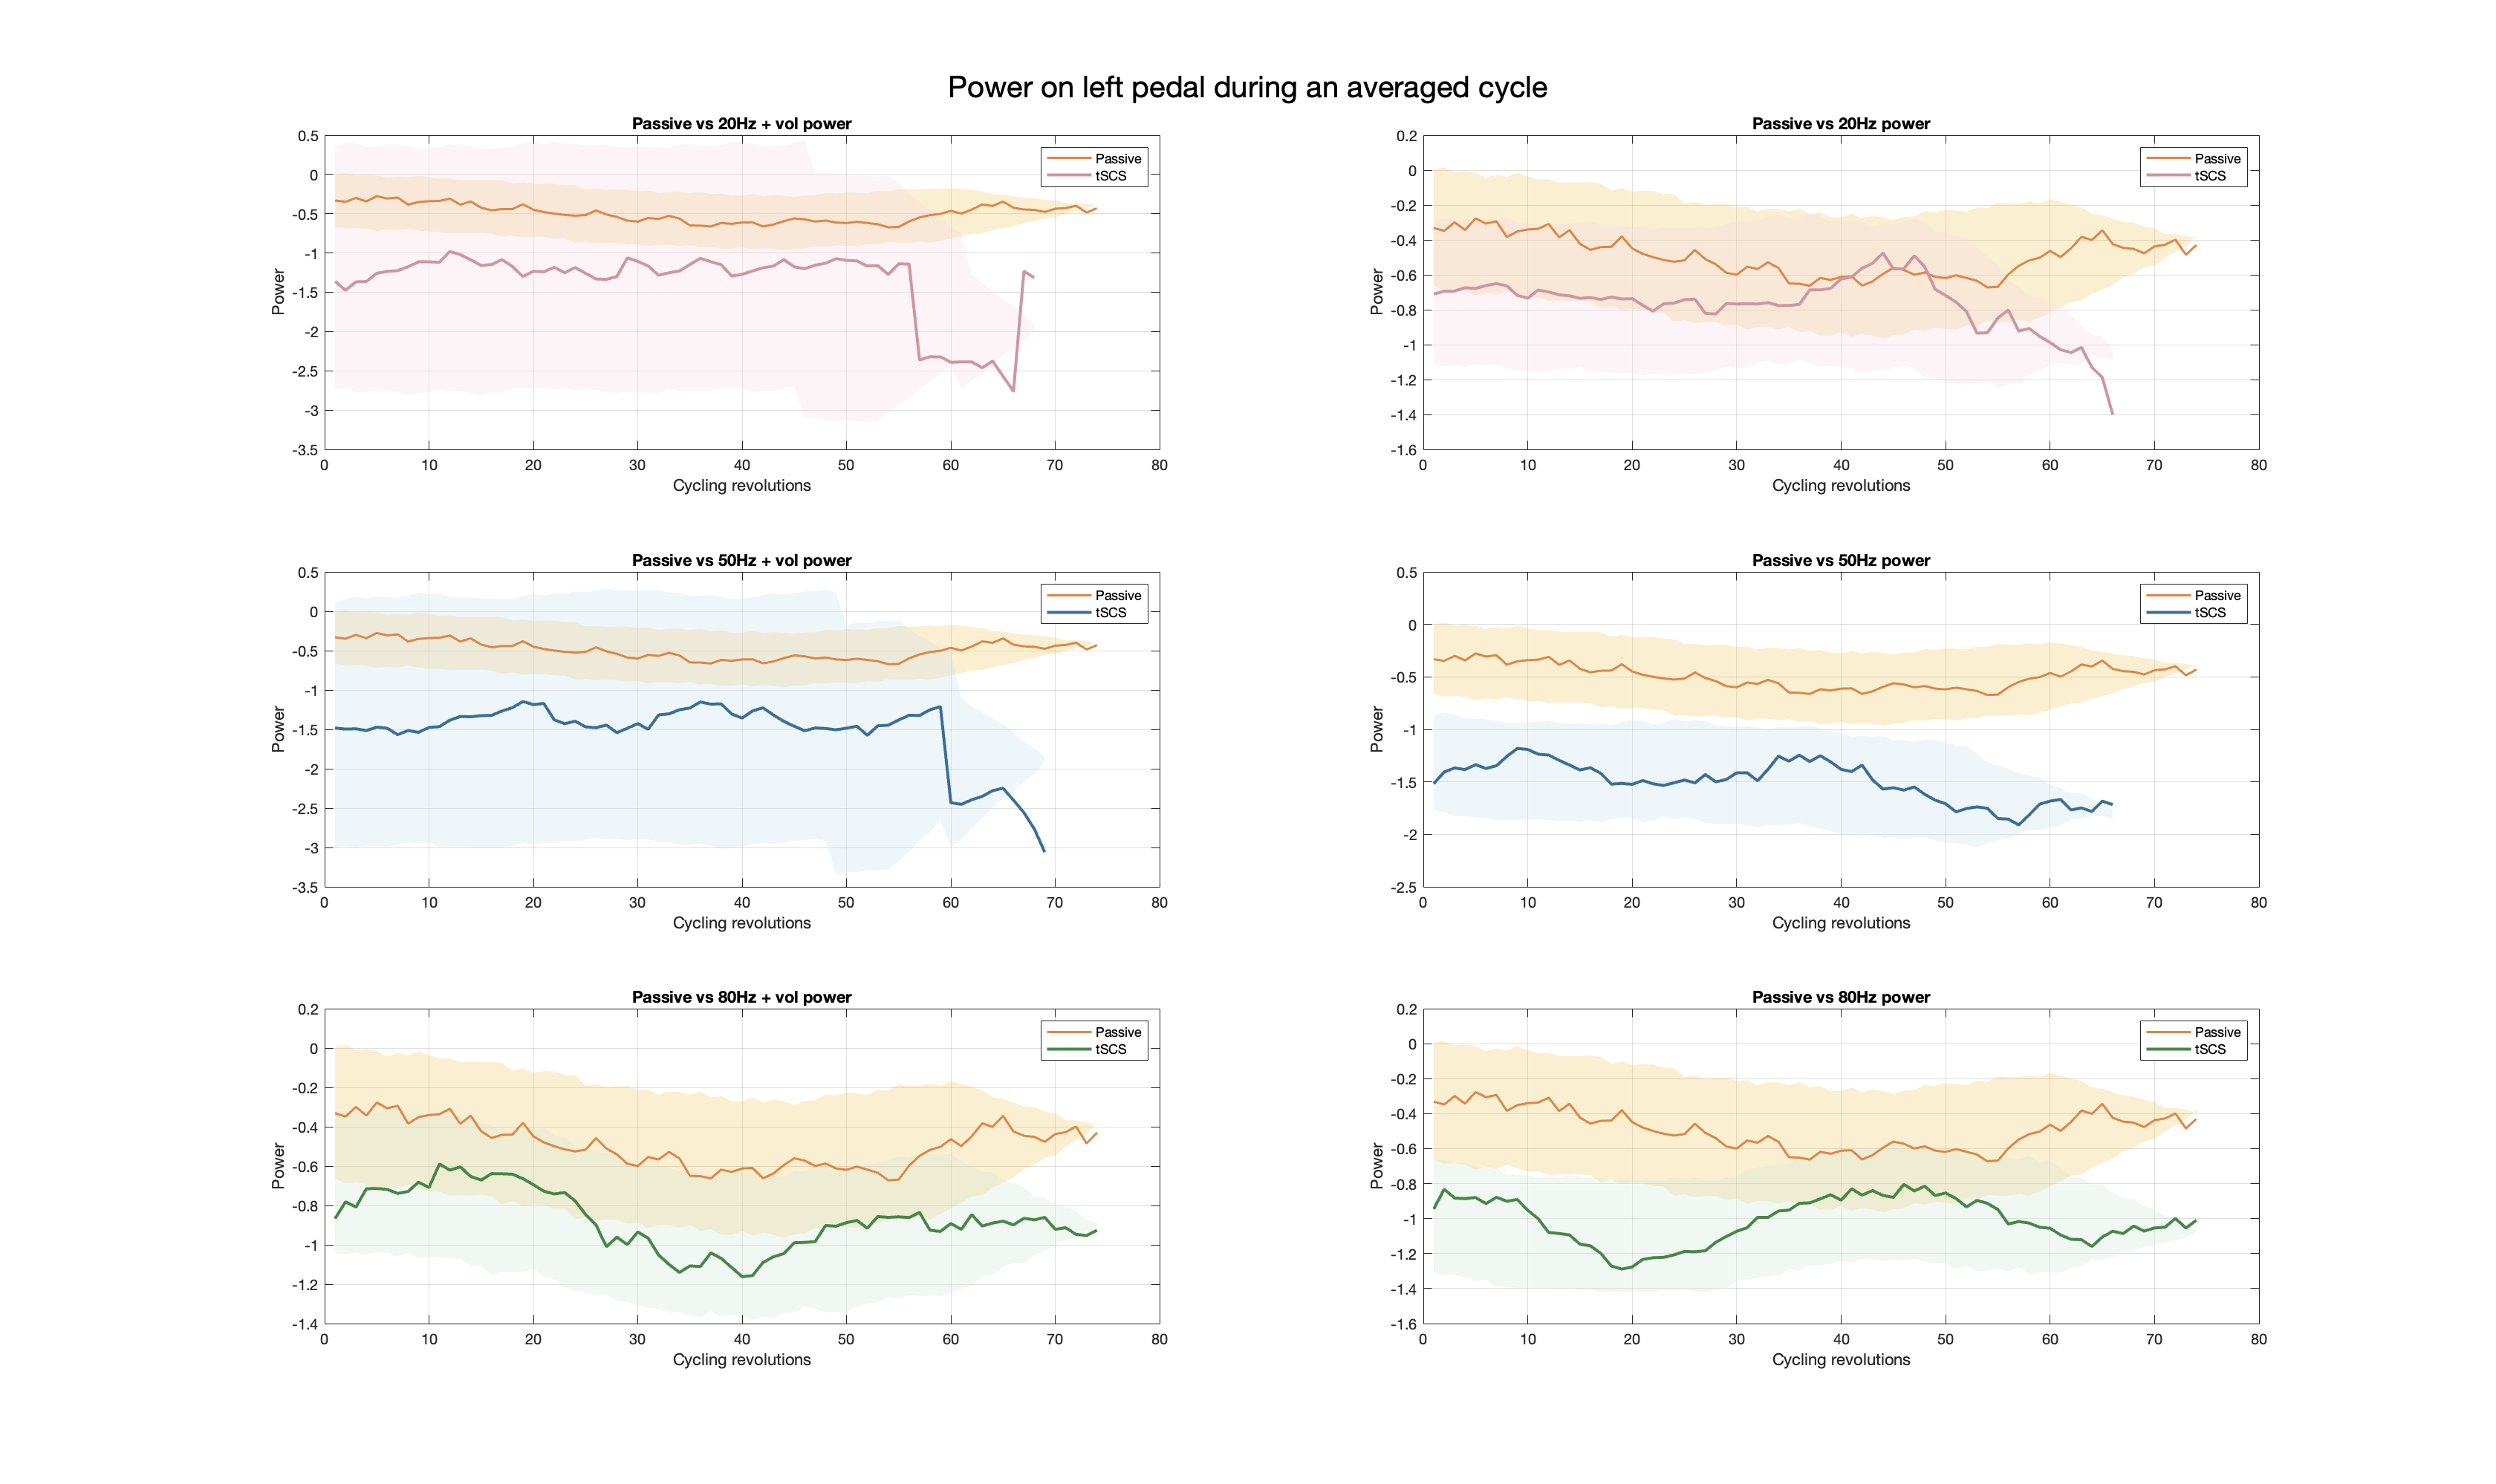 Power on left pedal during an averaged cycle
Passive vs 20Hz + vol power
0.5
0
-0.5
-1
-1.5
-2
-2.5
-3
-3.5
Power
Passive
tSCS
0 10 20 30 40 50 60 70 80
Cycling revolutions
Passive vs 20Hz power
0.2
0
-0.2
-0.4
-0.6
-0.8
-1
-1.2
-1.4
-1.6
Power
Passive
tSCS
0 10 20 30 40 50 60 70 80
Cycling revolutions
Passive vs 50Hz + vol power
0.5
0
-0.5
-1
-1.5
-2
-2.5
-3
-3.5
Power
Passive
tSCS
0 10 20 30 40 50 60 70 80
Cycling revolutions
Passive vs 50Hz power
0.5
0
-0.5
-1
-1.5
-2
-2.5
Power
Passive
tSCS
0 10 20 30 40 50 60 70 80
Cycling revolutions
Passive vs 80Hz + vol power
0.2
0
-0.2
-0.4
-0.6
-0.8
-1
-1.2
-1.4
Power
Passive
tSCS
0 10 20 30 40 50 60 70 80
Cycling revolutions
Passive vs 80Hz power
0.2
0
-0.2
-0.4
-0.6
-0.8
-1
-1.2
-1.4
-1.6
Power
Passive
tSCS
0 10 20 30 40 50 60 70 80
Cycling revolutions